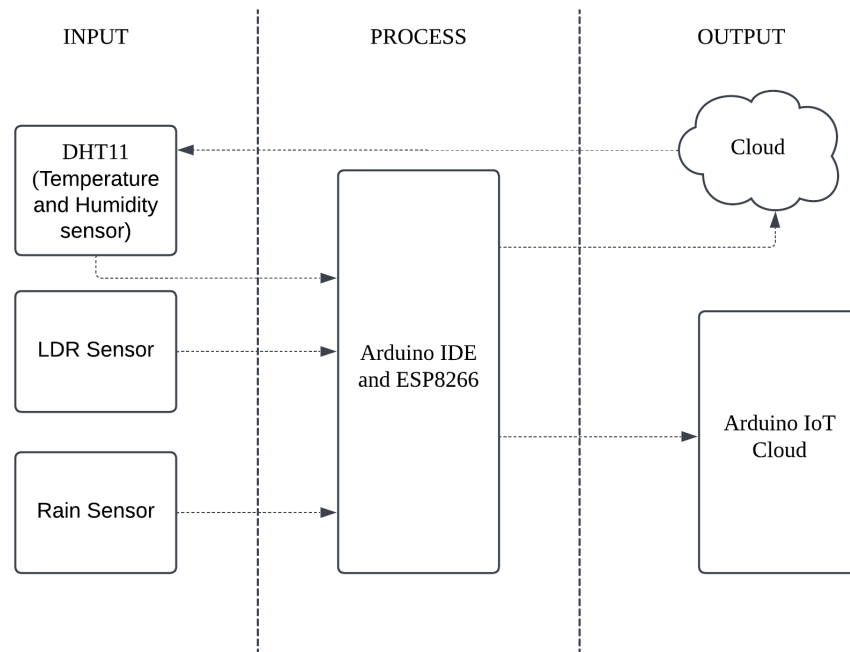 INPUT
PROCESS
OUTPUT
DHT11
(Temperature
and Humidity
sensor)
Cloud
LDR Sensor
Arduino IDE
and ESP8266
Arduino IoT
Cloud
Rain Sensor